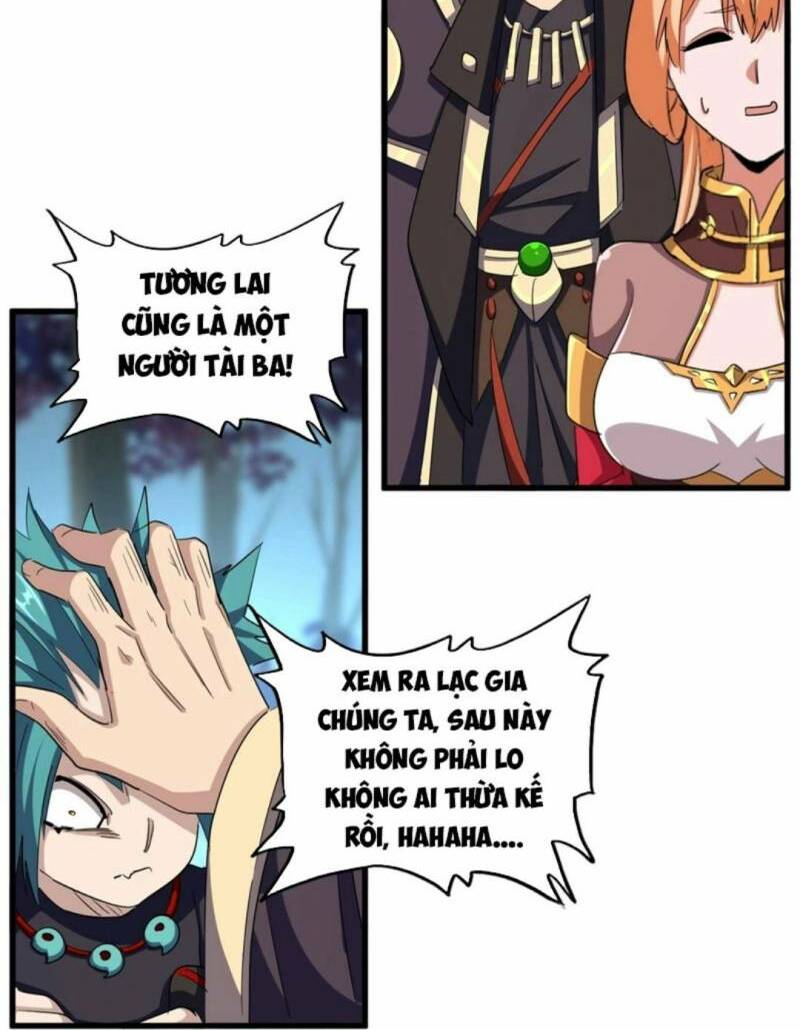 TƯƠNG LAI
CŨNG LÀ MỘT
NGƯỜI TÀI BA!
XEM RA LẠC GIA
CHÚNG TA, SAU NÀY
KHÔNG PHẢI LO
KHÔNG AI THỪA KẾ
RỒI, HAHAHA....